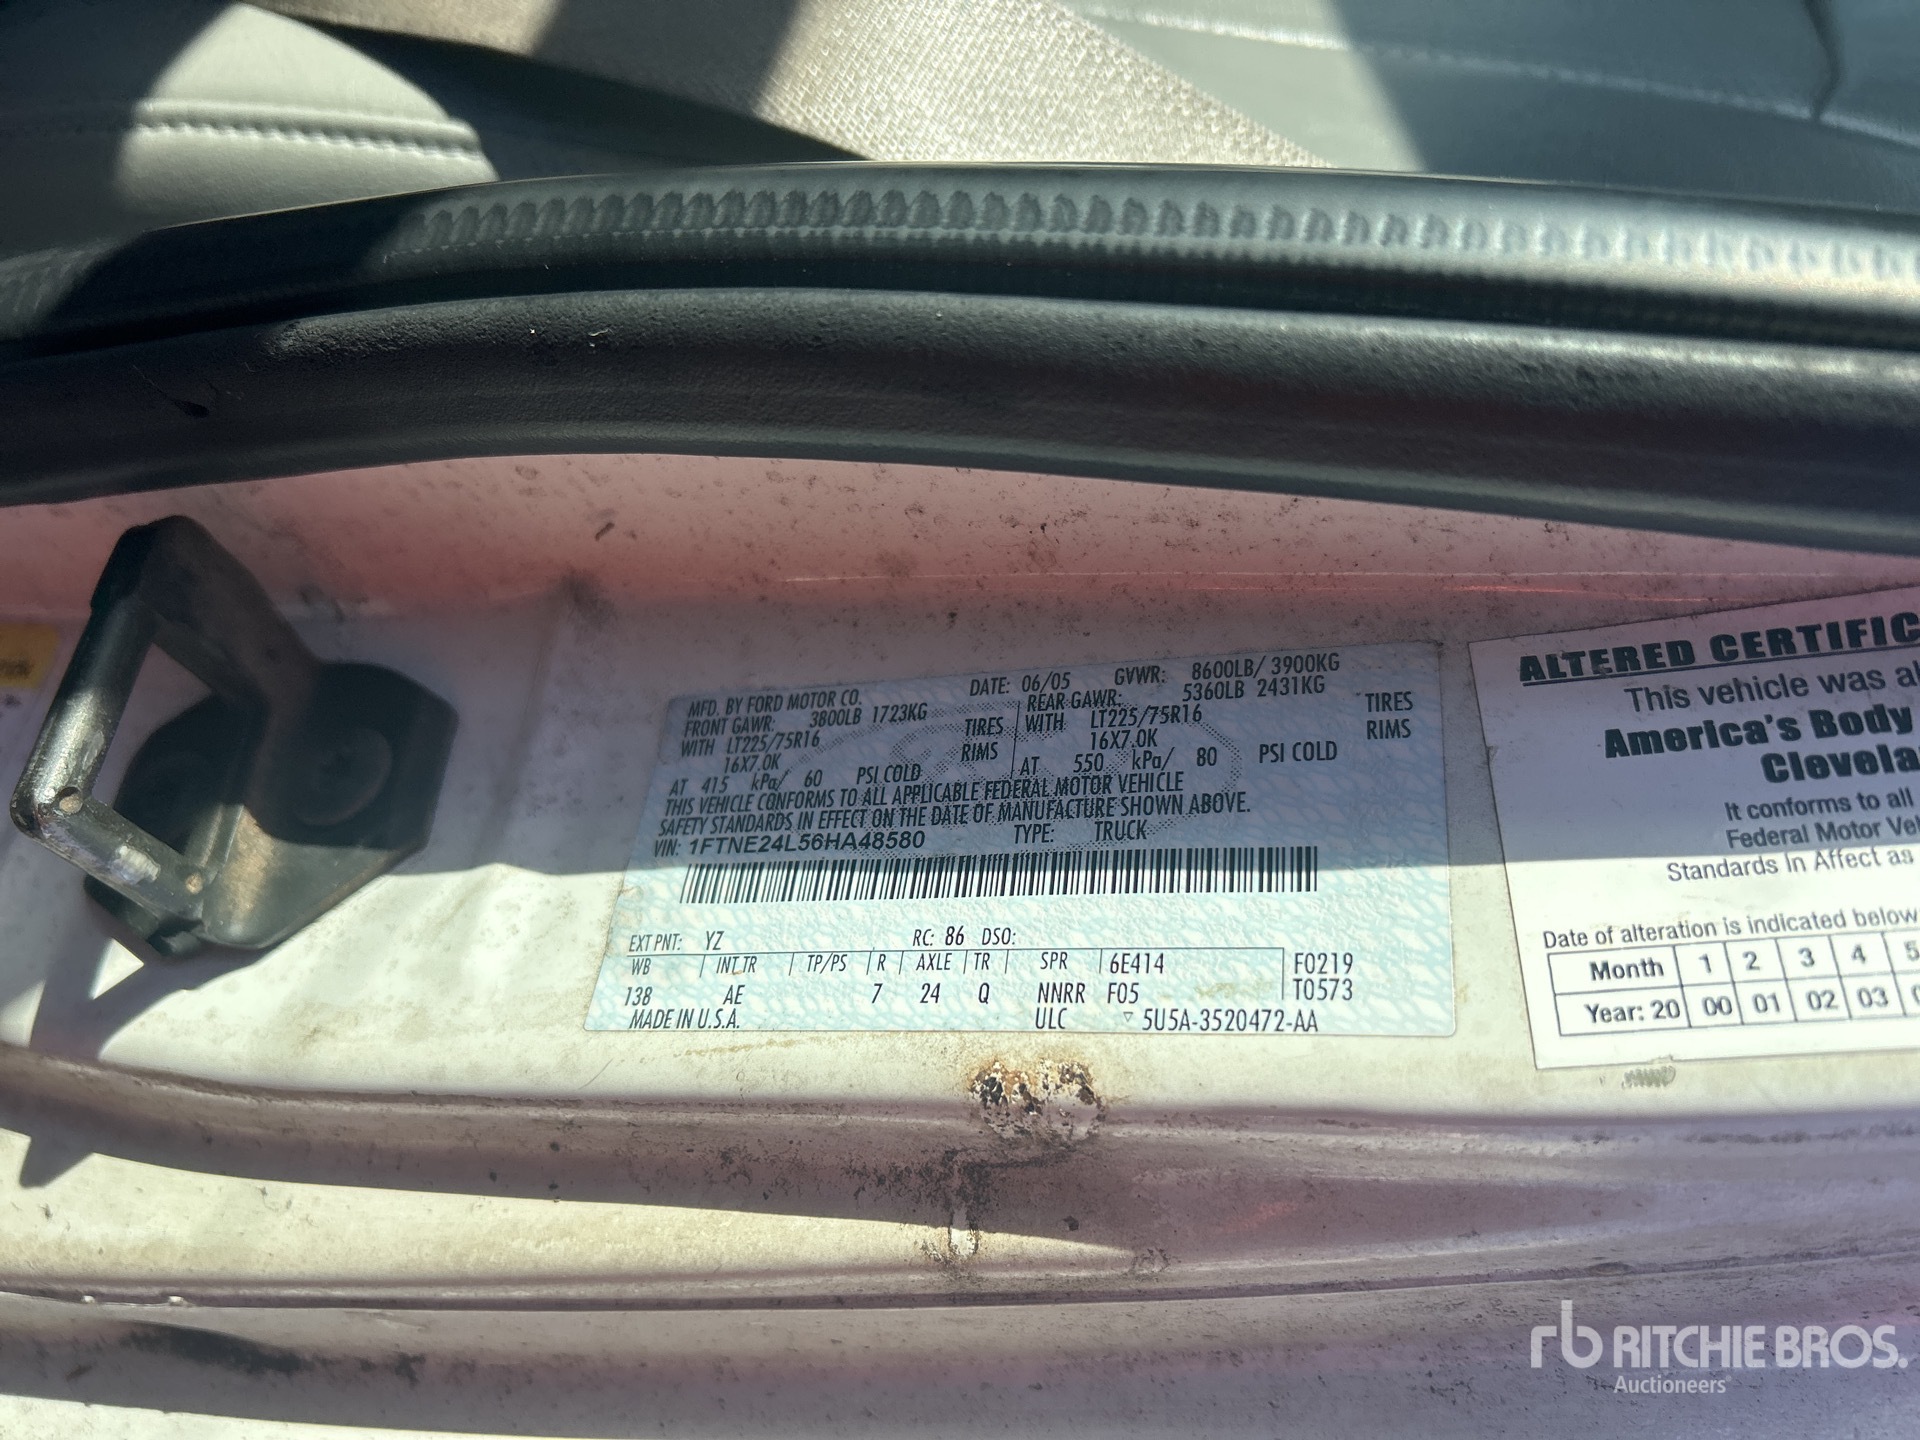 MFD. BY FORD MOTOR CO.
DATE: 06/05 GVWR: 8600LB/ 3900KG
FRONT GAWR: 3800LB 1723KG
REAR GAWR: 5360LB 2431KG
WITH LT225/75R16 TIRES
WITH LT225/75R16 TIRES
16X7.0K RIMS
16X7.0K RIMS
AT 415 kPa/ 60 PSI COLD
AT 550 kPa/ 80 PSI COLD
THIS VEHICLE CONFORMS TO ALL APPLICABLE FEDERAL MOTOR VEHICLE
SAFETY STANDARDS IN EFFECT ON THE DATE OF MANUFACTURE SHOWN ABOVE.
VIN: 1FTNE24L56HA48580 TYPE: TRUCK
EXT PNT: YZ RC: 86 DSO:
WB INT TR TP/PS R AXLE TR SPR 6E414 F0219
138 AE 7 24 Q NNRR F05 T0573
MADE IN U.S.A. ULC ▽ 5U5A-3520472-AA
ALTERED CERTIFIC
This vehicle was al
America's Body
Clevela
It conforms to all
Federal Motor Veh
Standards In Affect as
Date of alteration is indicated below
Month 1 2 3 4 5
Year: 20 00 01 02 03
rb RITCHIE BROS.
Auctioneers